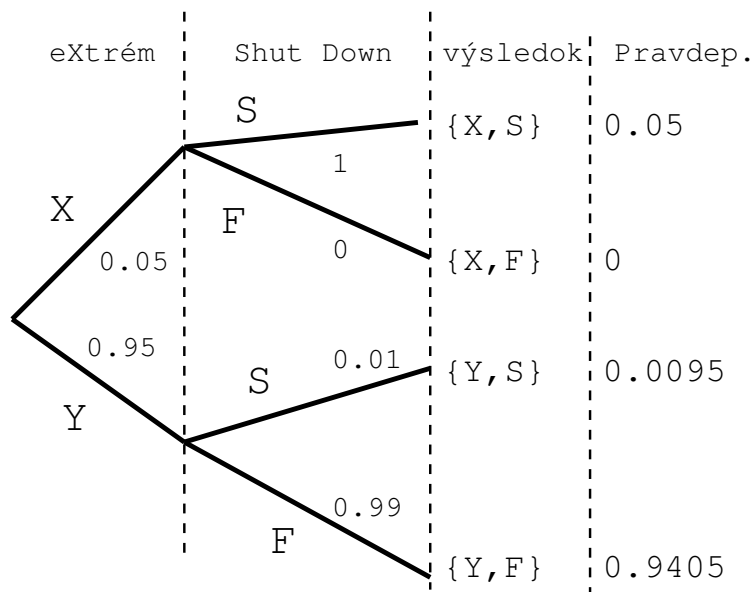 eXtrém Shut Down výsledok Pravdep.
S {X,S} 0.05
1
X F
0.05 0 {X,F} 0
0.95 0.01 {Y,S} 0.0095
Y S
0.99
F {Y,F} 0.9405